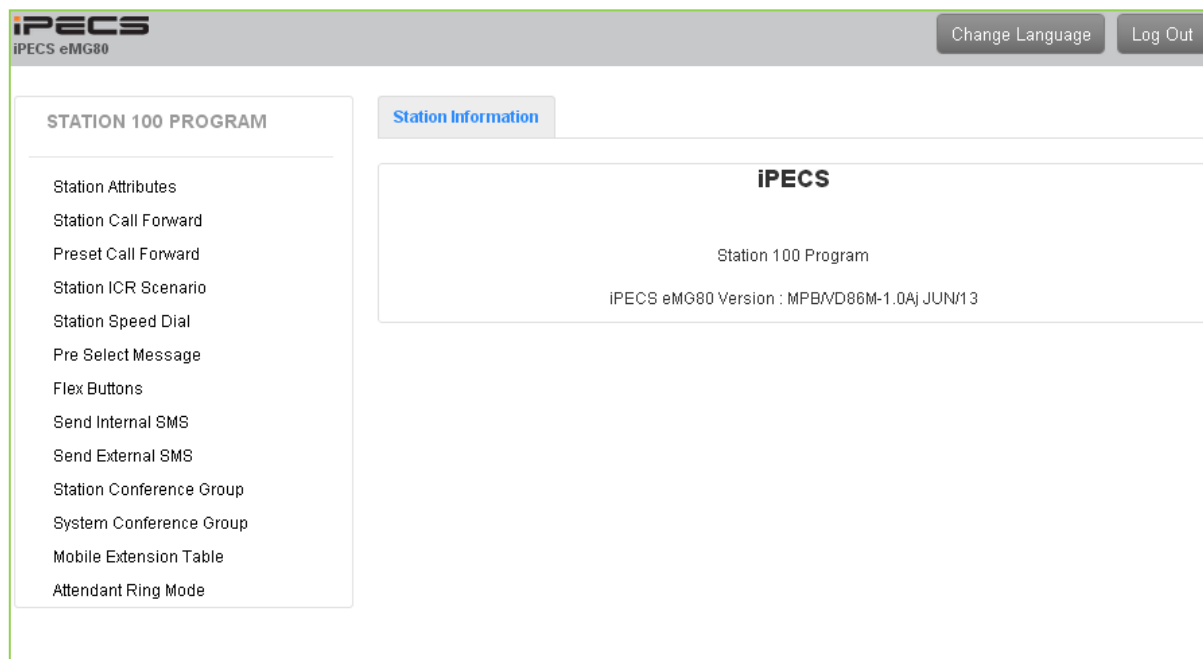 iPECS
iPECS eMG80
Change Language
Log Out
STATION 100 PROGRAM
Station Attributes
Station Call Forward
Preset Call Forward
Station ICR Scenario
Station Speed Dial
Pre Select Message
Flex Buttons
Send Internal SMS
Send External SMS
Station Conference Group
System Conference Group
Mobile Extension Table
Attendant Ring Mode
Station Information
iPECS
Station 100 Program
iPECS eMG80 Version : MPB/VD86M-1.0Aj JUN/13